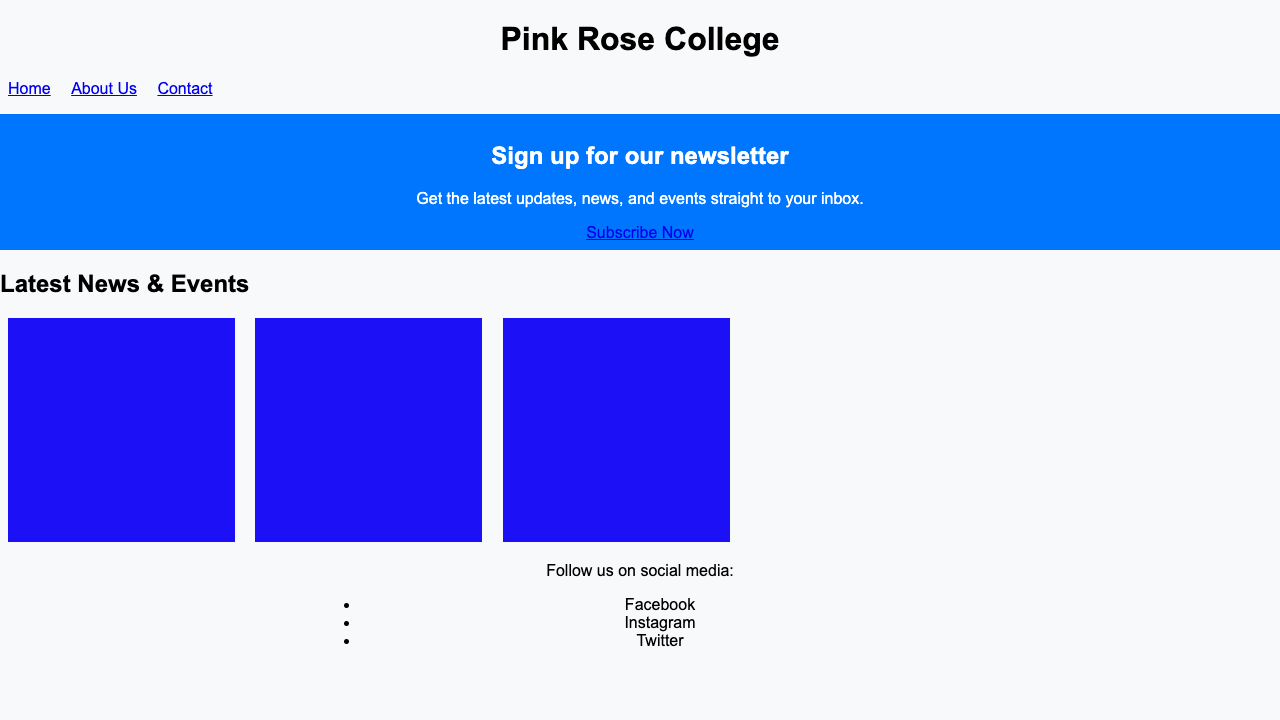 Pink Rose College
Home About Us Contact
Sign up for our newsletter
Get the latest updates, news, and events straight to your inbox.
Subscribe Now
Latest News & Events
Follow us on social media:
Facebook
Instagram
Twitter